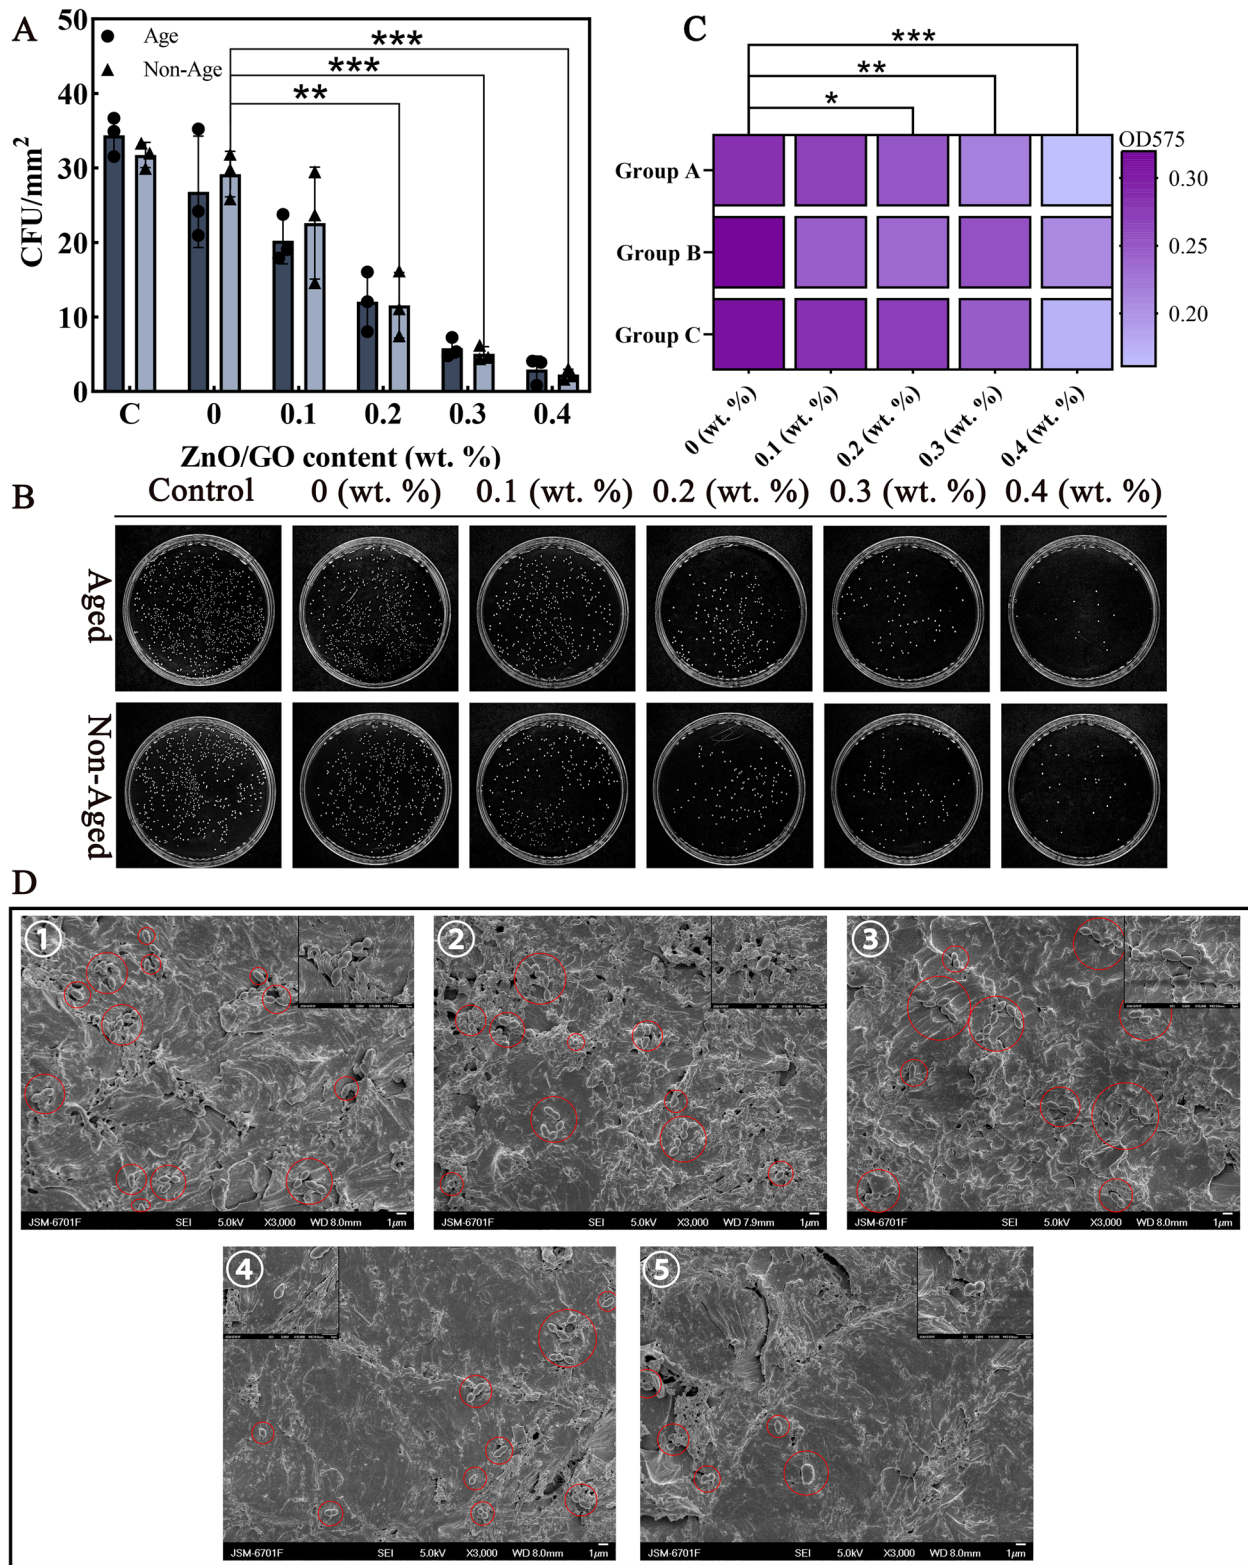 A
50
40
30
20
10
0
CFU/mm²
Age
Non-Age
***
***
**
C 0 0.1 0.2 0.3 0.4
ZnO/GO content (wt. %)
C
***
**
*
Group A
Group B
Group C
0 (wt. %)
0.1 (wt. %)
0.2 (wt. %)
0.3 (wt. %)
0.4 (wt. %)
OD575
0.30
0.25
0.20
B
Control 0 (wt. %) 0.1 (wt. %) 0.2 (wt. %) 0.3 (wt. %) 0.4 (wt. %)
Aged
Non-Aged
D
①
JSM-6701F SEI 5.0kV X3,000 WD 8.0mm 1µm
②
JSM-6701F SEI 5.0kV X3,000 WD 7.9mm 1µm
③
JSM-6701F SEI 5.0kV X3,000 WD 8.0mm 1µm
④
JSM-6701F SEI 5.0kV X3,000 WD 8.0mm 1µm
⑤
JSM-6701F SEI 5.0kV X3,000 WD 8.0mm 1µm